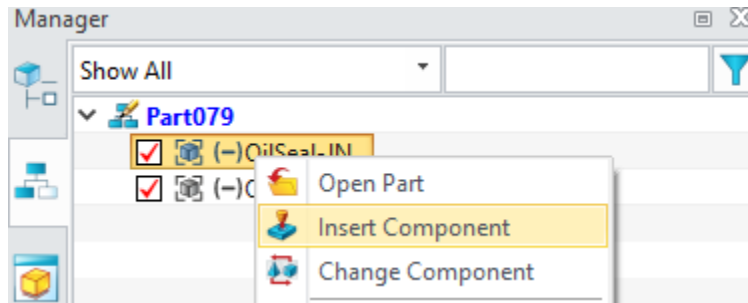 Manager
Show All
Part079
(-)OilSeal-IN
(-)
Open Part
Insert Component
Change Component